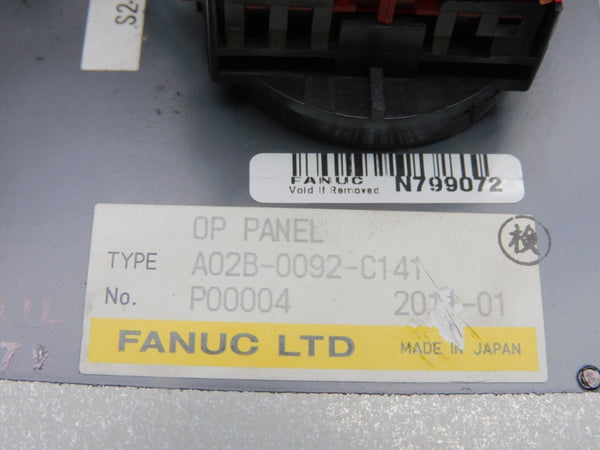 S2-
FANUC
Void If Removed N799072
OP PANEL
TYPE A02B-0092-C141
検
No. P00004
FANUC LTD MADE IN JAPAN